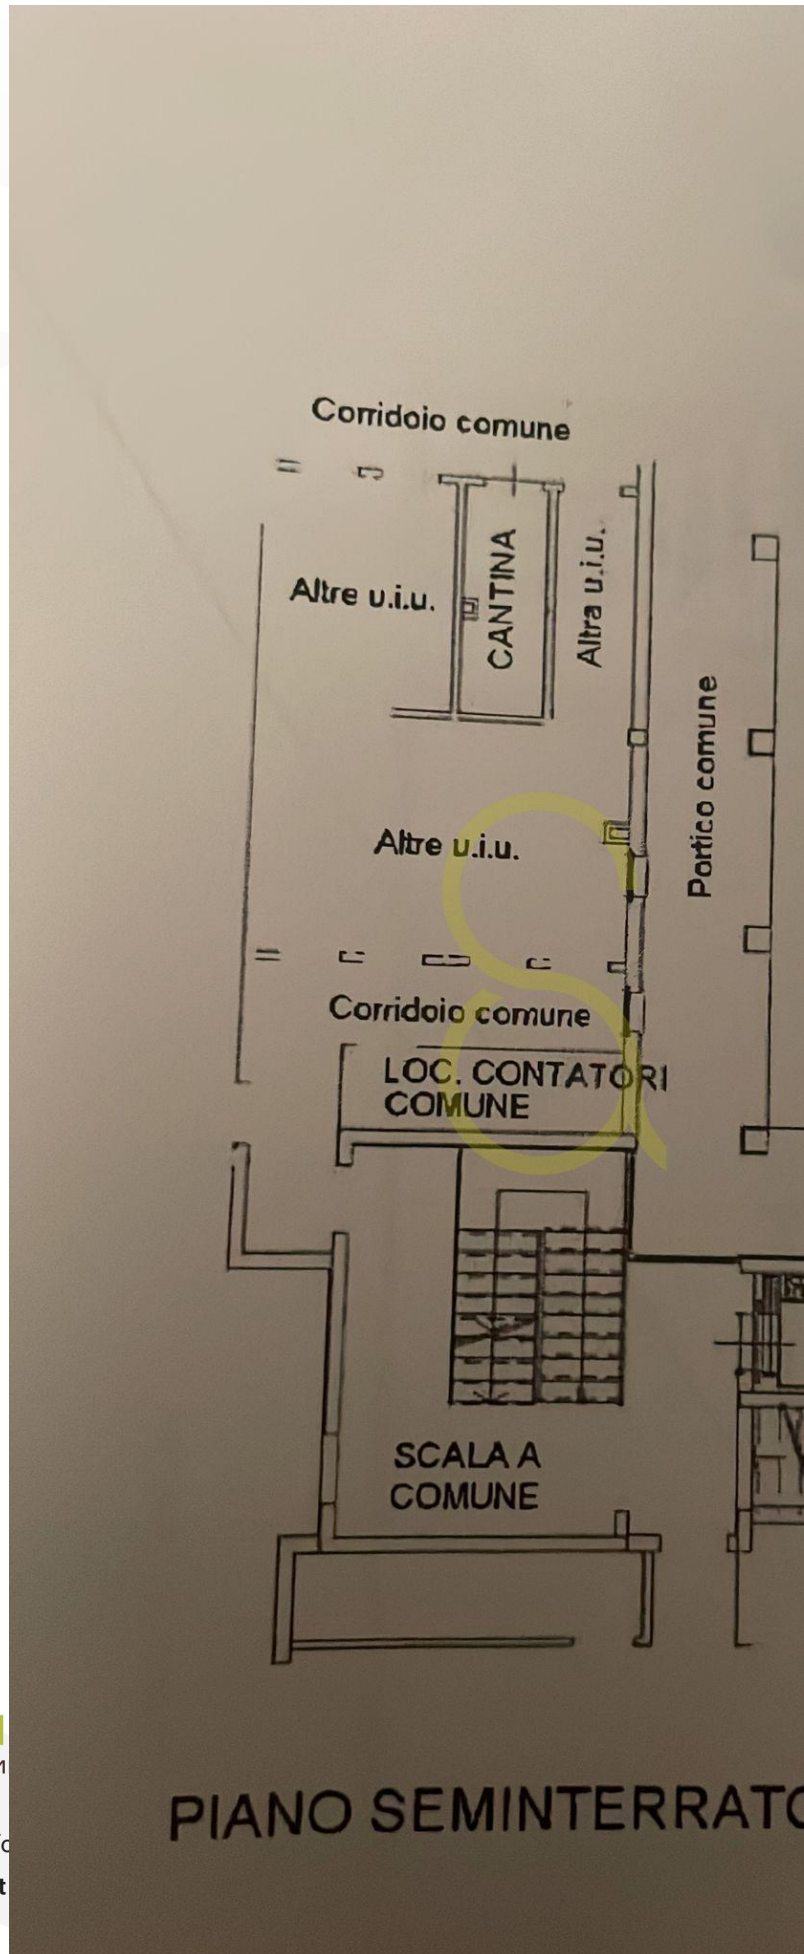 Corridoio comune
Altre u.i.u.
CANTINA
Altra u.i.u.
Portico comune
Altre u.i.u.
Corridoio comune
LOC. CONTATORI
COMUNE
SCALA A
COMUNE
PIANO SEMINTERRATO